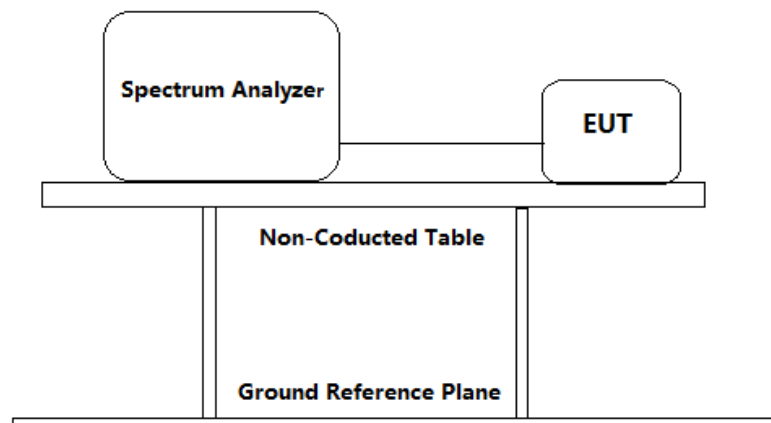 Spectrum Analyzer
EUT
Non-Coducted Table
Ground Reference Plane